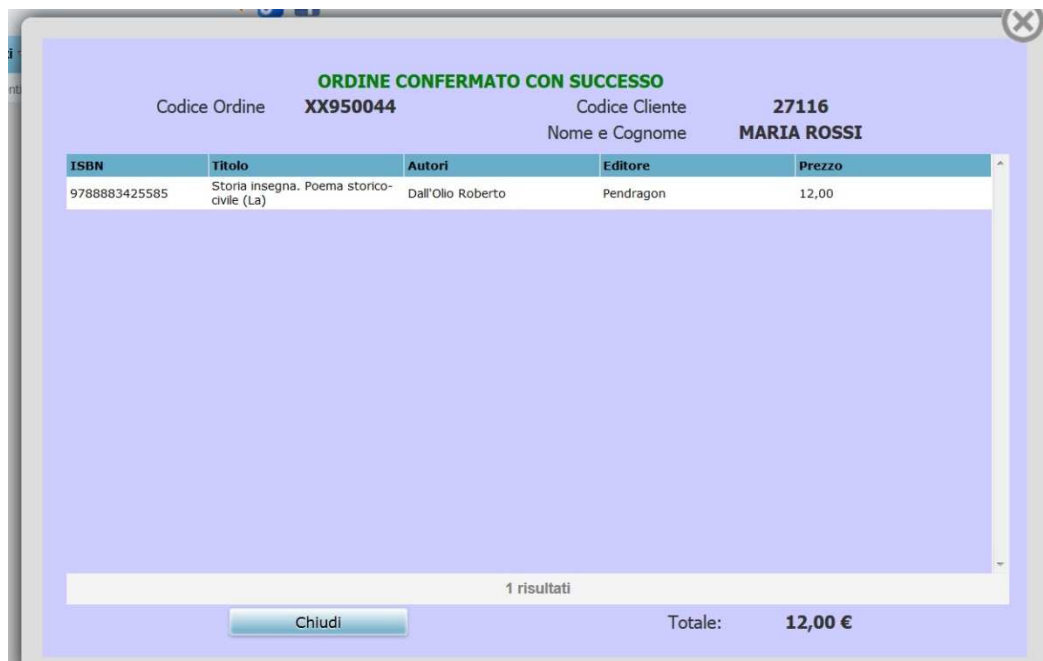 ORDINE CONFERMATO CON SUCCESSO
Codice Ordine XX950044 Codice Cliente 27116
Nome e Cognome MARIA ROSSI
ISBN Titolo Autori Editore Prezzo
9788883425585 Storia insegna. Poema storico- Dall'Olio Roberto Pendragon 12,00
civile (La)
1 risultati
Chiudi Totale: 12,00 €